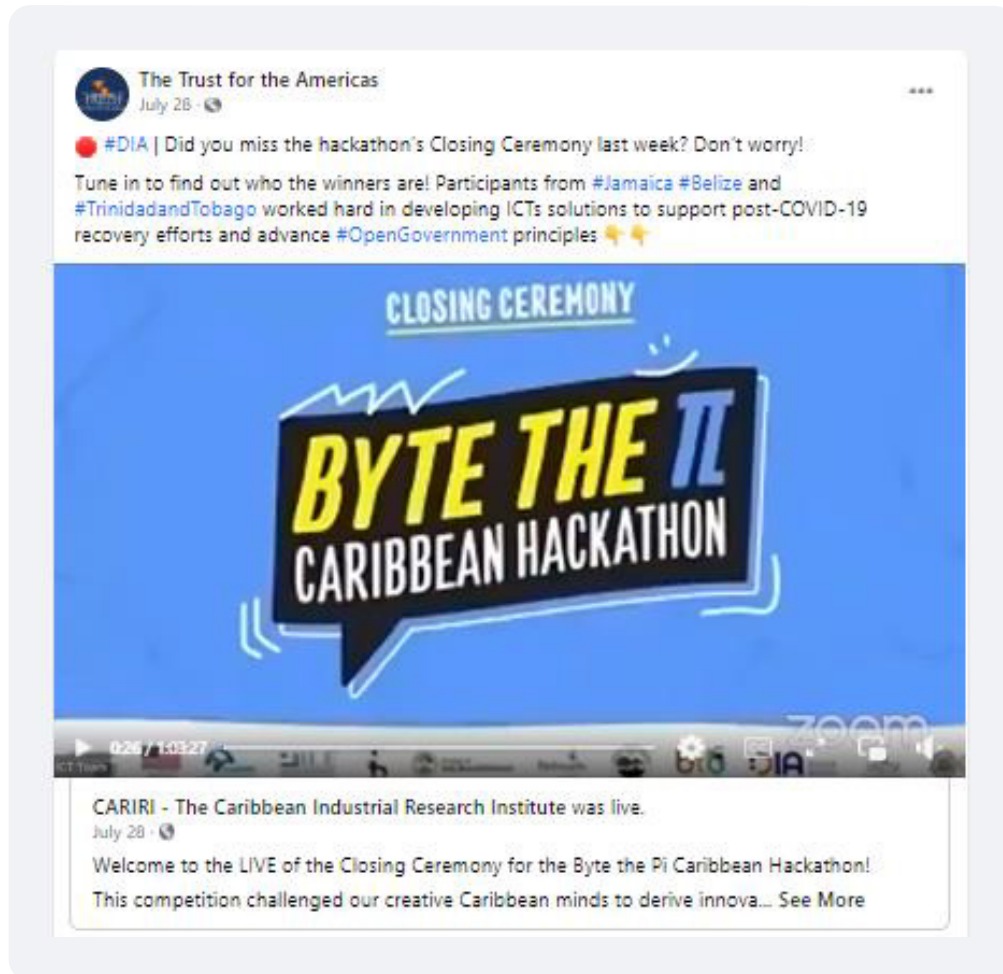 The Trust for the Americas
July 28
#DIA | Did you miss the hackathon's Closing Ceremony last week? Don't worry!
Tune in to find out who the winners are! Participants from #Jamaica #Belize and
#TrinidadandTobago worked hard in developing ICTs solutions to support post-COVID-19
recovery efforts and advance #OpenGovernment principles
CLOSING CEREMONY
BYTE THE π
CARIBBEAN HACKATHON
zoom
0:26 / 1:03:27
ICT Team
btδ DIA
CARIRI - The Caribbean Industrial Research Institute was live.
July 28
Welcome to the LIVE of the Closing Ceremony for the Byte the Pi Caribbean Hackathon!
This competition challenged our creative Caribbean minds to derive innova... See More